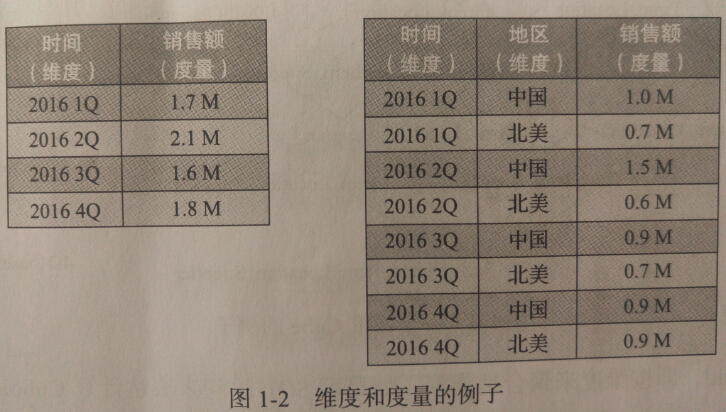 时间 销售额
（维度） （度量）
2016 1Q 1.7 M
2016 2Q 2.1 M
2016 3Q 1.6 M
2016 4Q 1.8 M
时间 地区 销售额
（维度） （维度） （度量）
2016 1Q 中国 1.0 M
2016 1Q 北美 0.7 M
2016 2Q 中国 1.5 M
2016 2Q 北美 0.6 M
2016 3Q 中国 0.9 M
2016 3Q 北美 0.7 M
2016 4Q 中国 0.9 M
2016 4Q 北美 0.9 M
图 1-2 维度和度量的例子